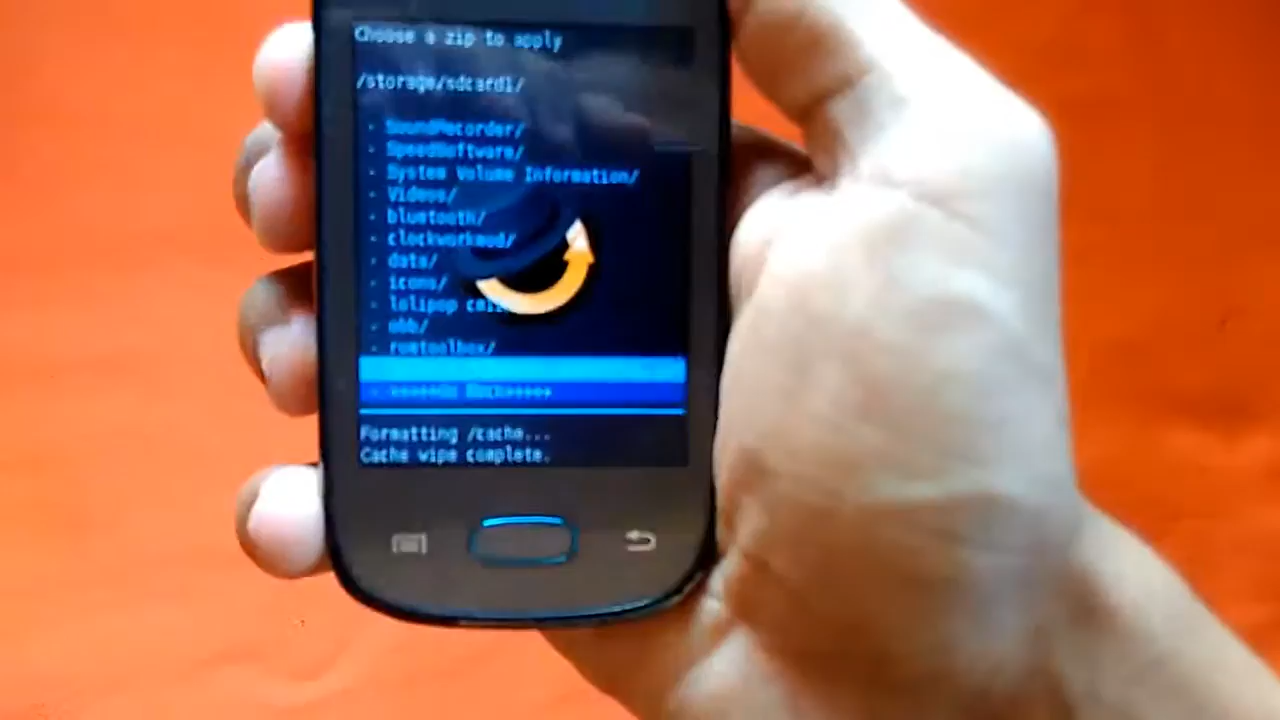 Choose a zip to apply
/storage/sdcard1/
- SoundRecorder/
- SpeedSoftware/
- System Volume Information/
- Videos/
- bluetooth/
- clockworkmod/
- data/
- icons/
- lolipop
- obb/
- romtoolbox/
Formatting /cache...
Cache wipe complete.